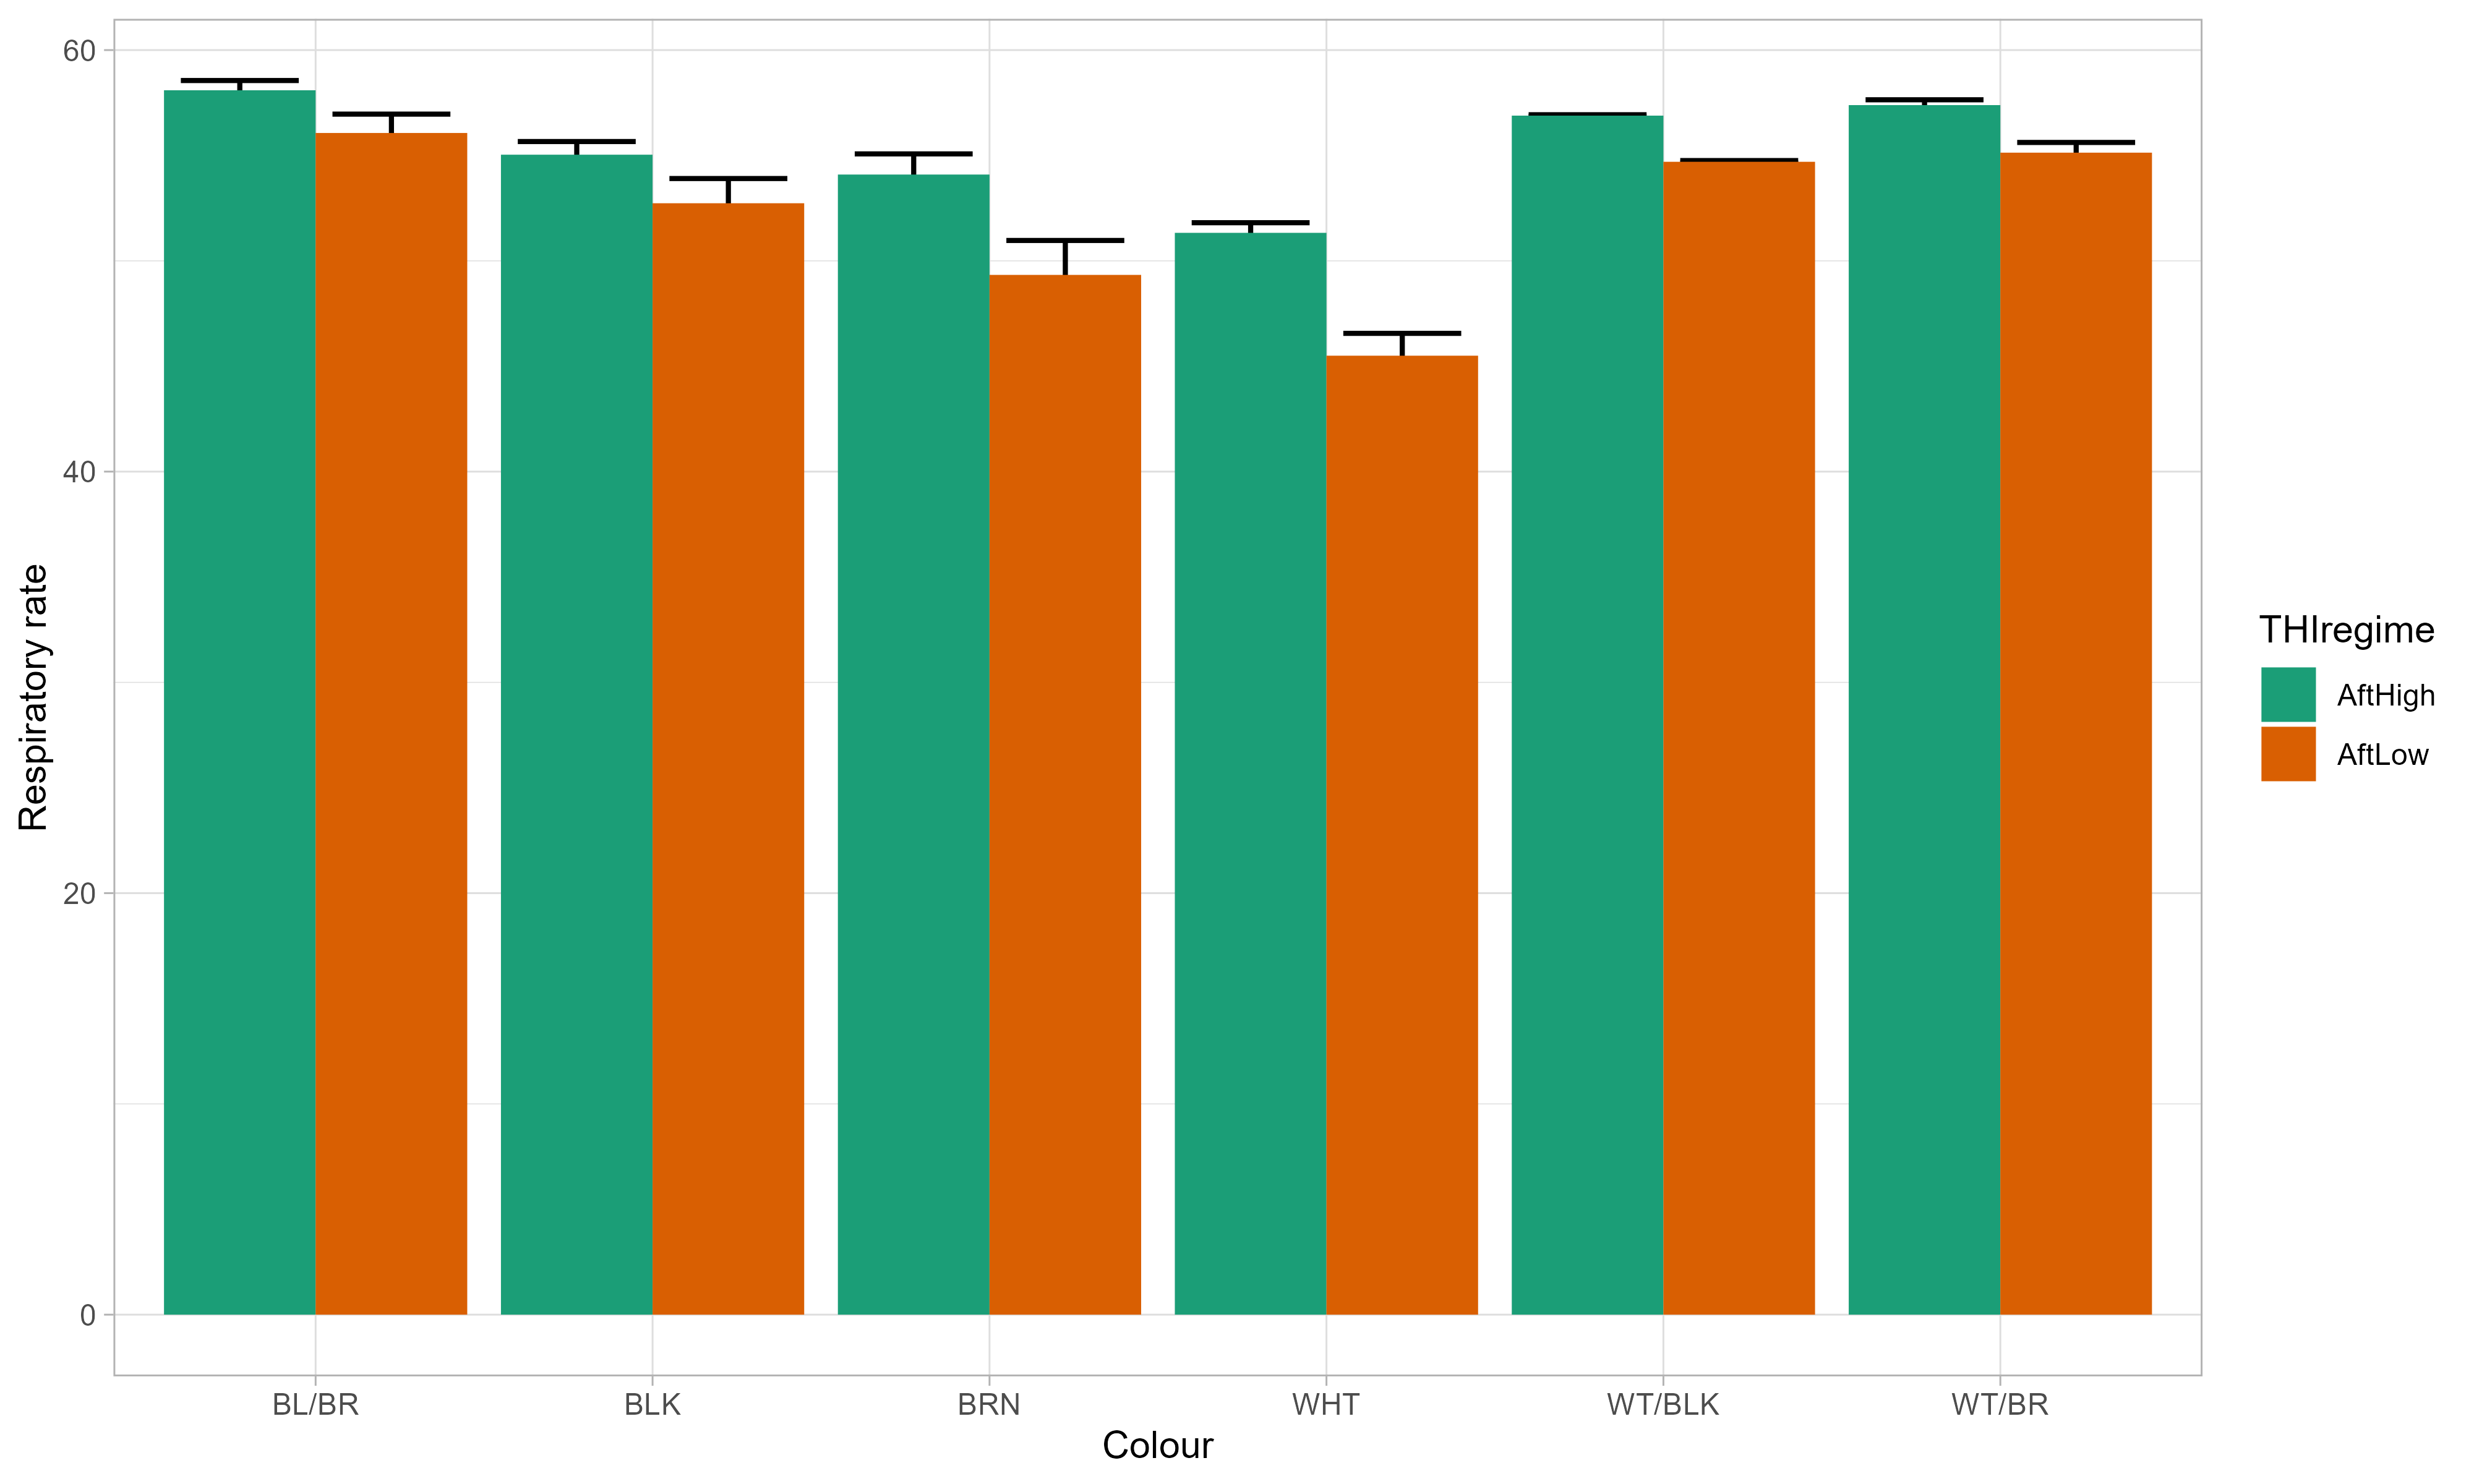 60
40
20
0
Respiratory rate
BL/BR BLK BRN WHT WT/BLK WT/BR
Colour
THIregime
AftHigh
AftLow